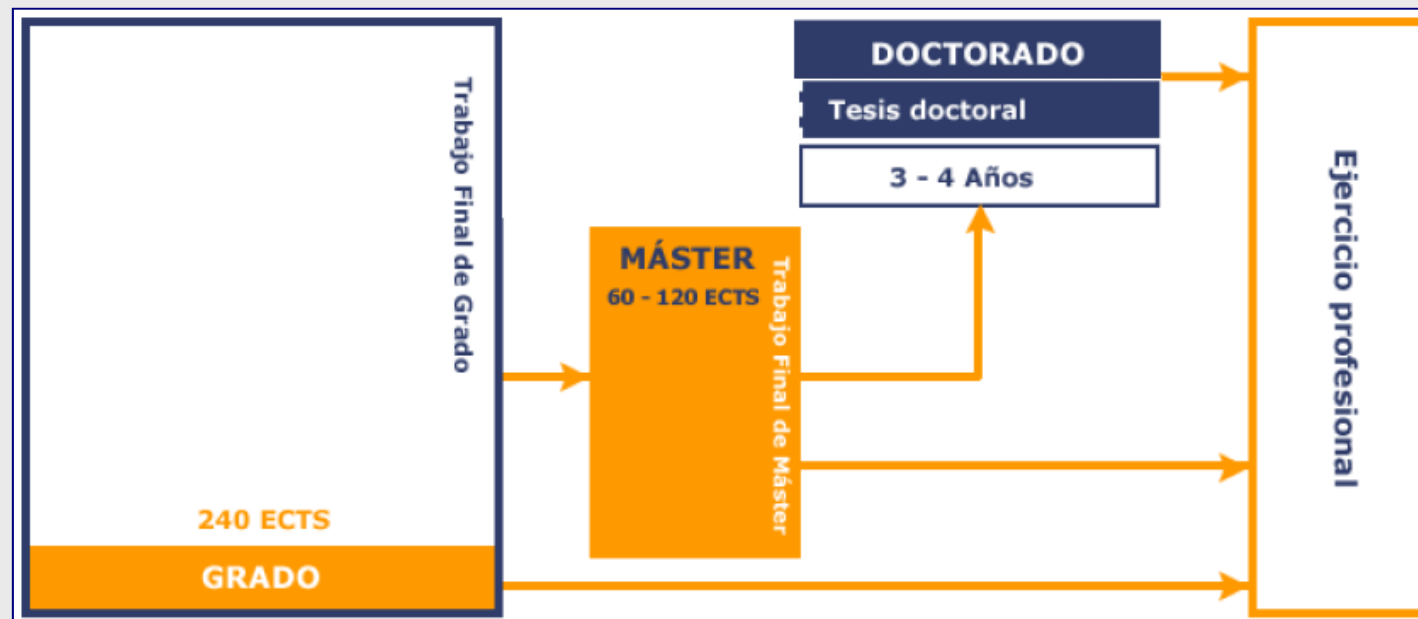 Trabajo Final de Grado
240 ECTS
GRADO
MÁSTER
60 - 120 ECTS
Trabajo Final de Máster
DOCTORADO
Tesis doctoral
3 - 4 Años
Ejercicio profesional